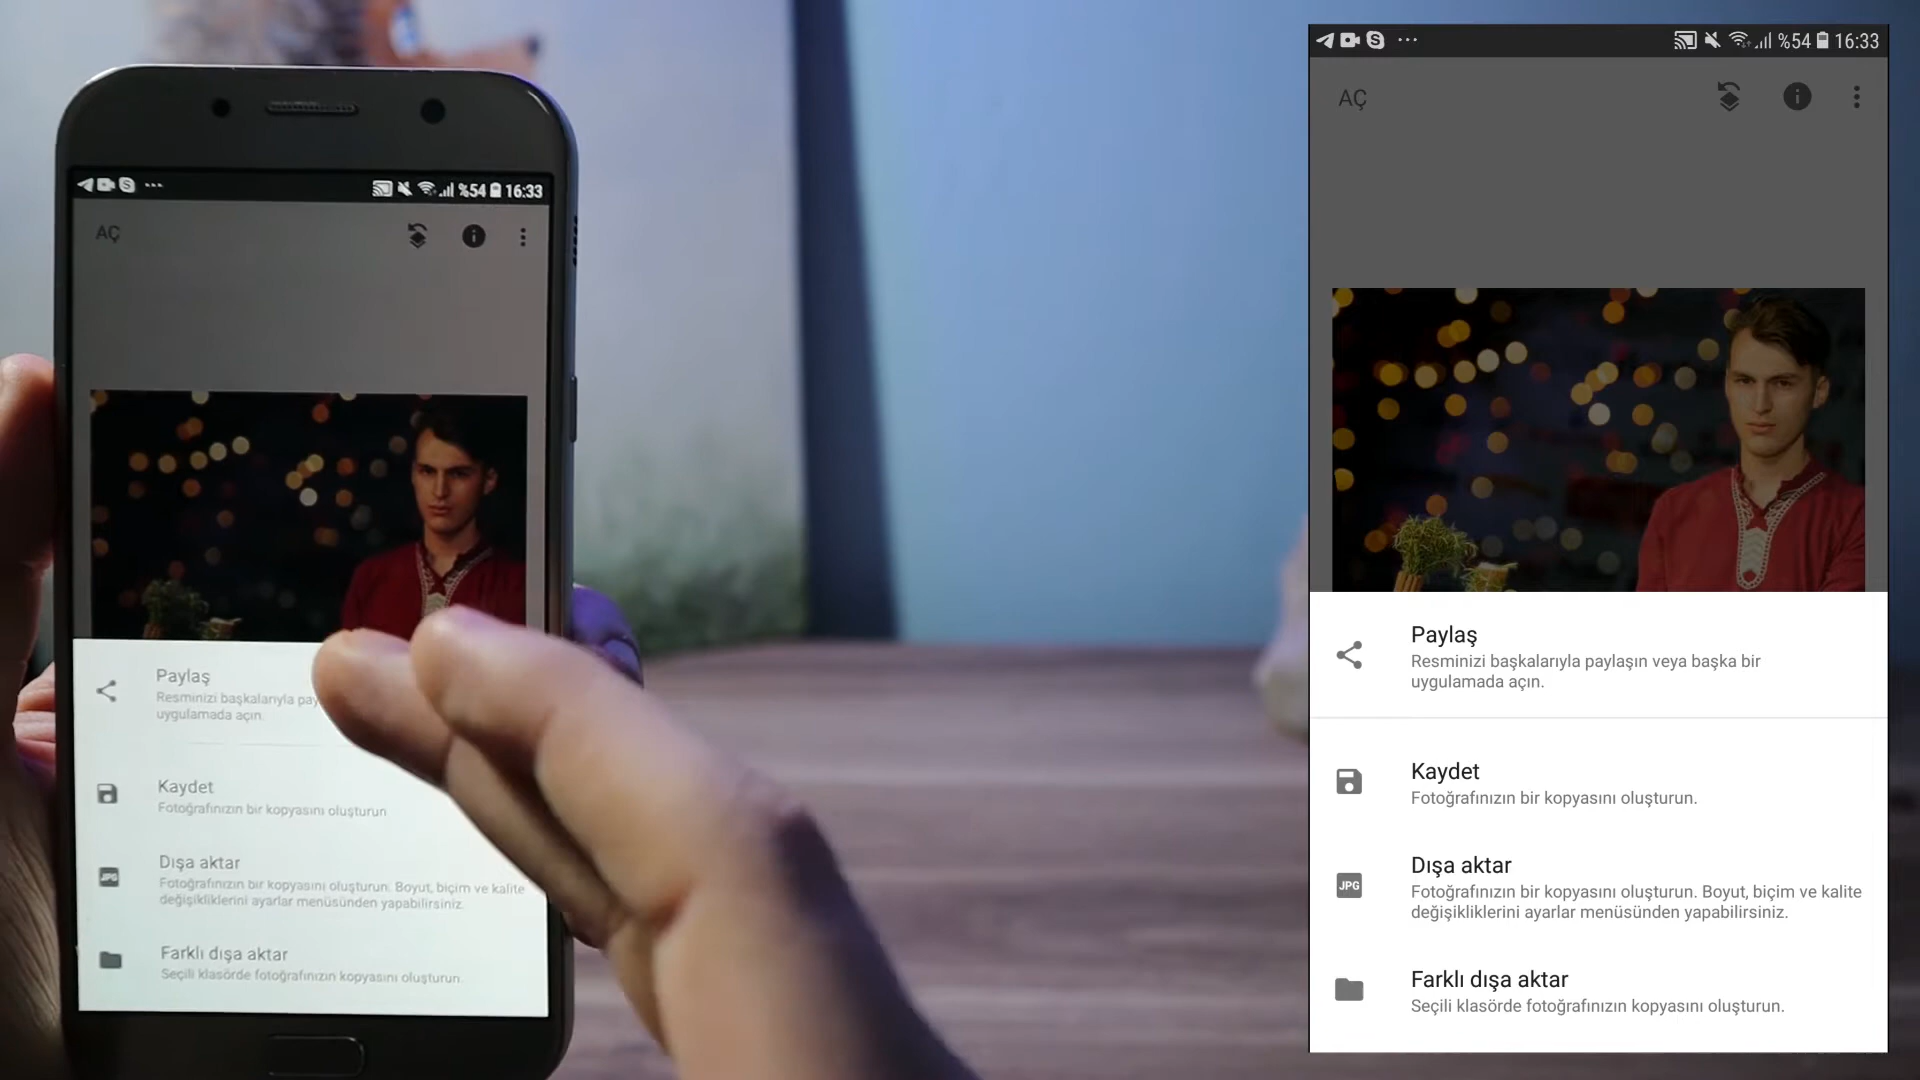 %54 16:33
AÇ
Paylaş
Resminizi başkalarıyla pay
uygulamada açın.
Kaydet
Fotoğrafınızın bir kopyasını oluşturun
Dışa aktar
JPG
Fotoğrafınızın bir kopyasını oluşturun. Boyut, biçim ve kalite
değişikliklerini ayarlar menüsünden yapabilirsiniz.
Farklı dışa aktar
Seçili klasörde fotoğrafınızın kopyasını oluşturun.
%54 16:33
AÇ
Paylaş
Resminizi başkalarıyla paylaşın veya başka bir
uygulamada açın.
Kaydet
Fotoğrafınızın bir kopyasını oluşturun.
Dışa aktar
JPG
Fotoğrafınızın bir kopyasını oluşturun. Boyut, biçim ve kalite
değişikliklerini ayarlar menüsünden yapabilirsiniz.
Farklı dışa aktar
Seçili klasörde fotoğrafınızın kopyasını oluşturun.